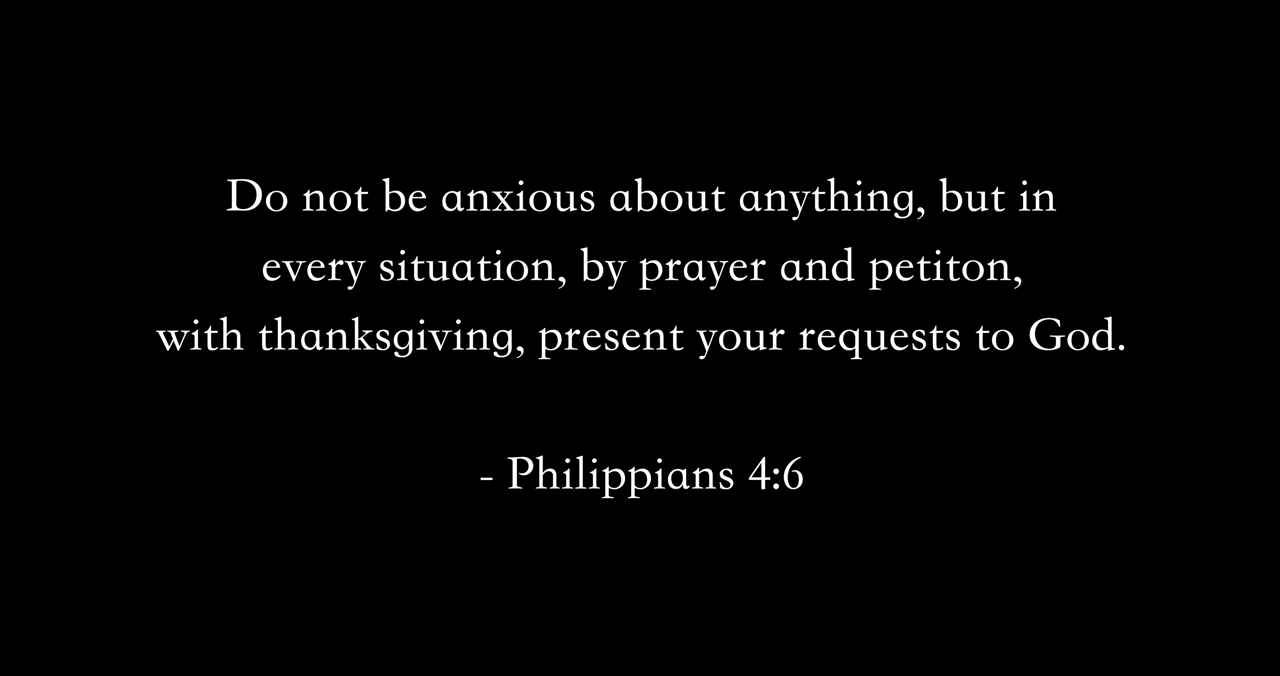 Do not be anxious about anything, but in
every situation, by prayer and petiton,
with thanksgiving, present your requests to God.
- Philippians 4:6